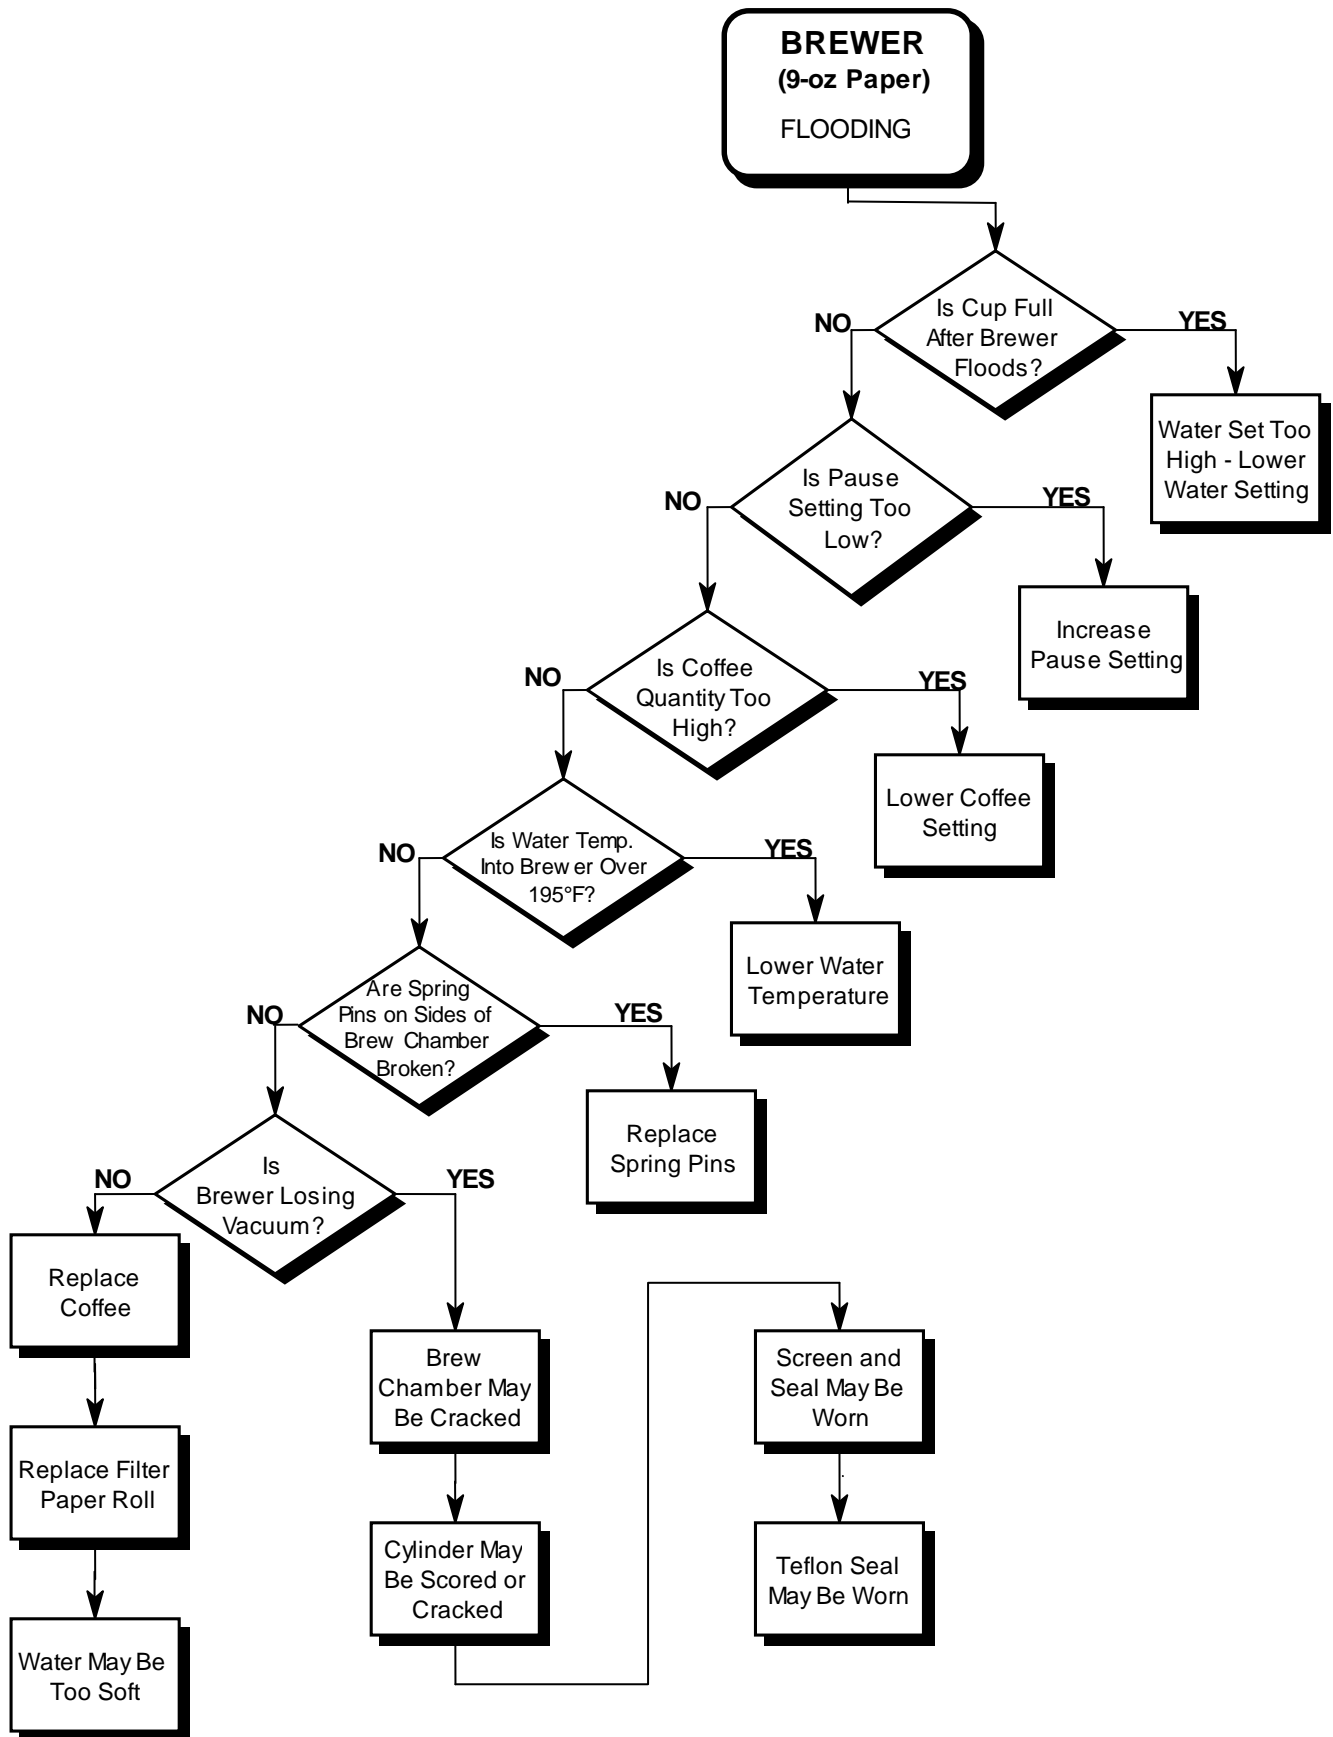 BREWER
(9-oz Paper)
FLOODING
Is Cup Full
After Brewer
Floods?
NO
YES
Water Set Too
High - Lower
Water Setting
Is Pause
Setting Too
Low?
NO
YES
Increase
Pause Setting
Is Coffee
Quantity Too
High?
NO
YES
Lower Coffee
Setting
Is Water Temp.
Into Brewer Over
195°F?
NO
YES
Lower Water
Temperature
Are Spring
Pins on Sides of
Brew Chamber
Broken?
NO
YES
Replace
Spring Pins
Is
Brewer Losing
Vacuum?
NO
YES
Replace
Coffee
Replace Filter
Paper Roll
Water May Be
Too Soft
Brew
Chamber May
Be Cracked
Cylinder May
Be Scored or
Cracked
Screen and
Seal May Be
Worn
Teflon Seal
May Be Worn